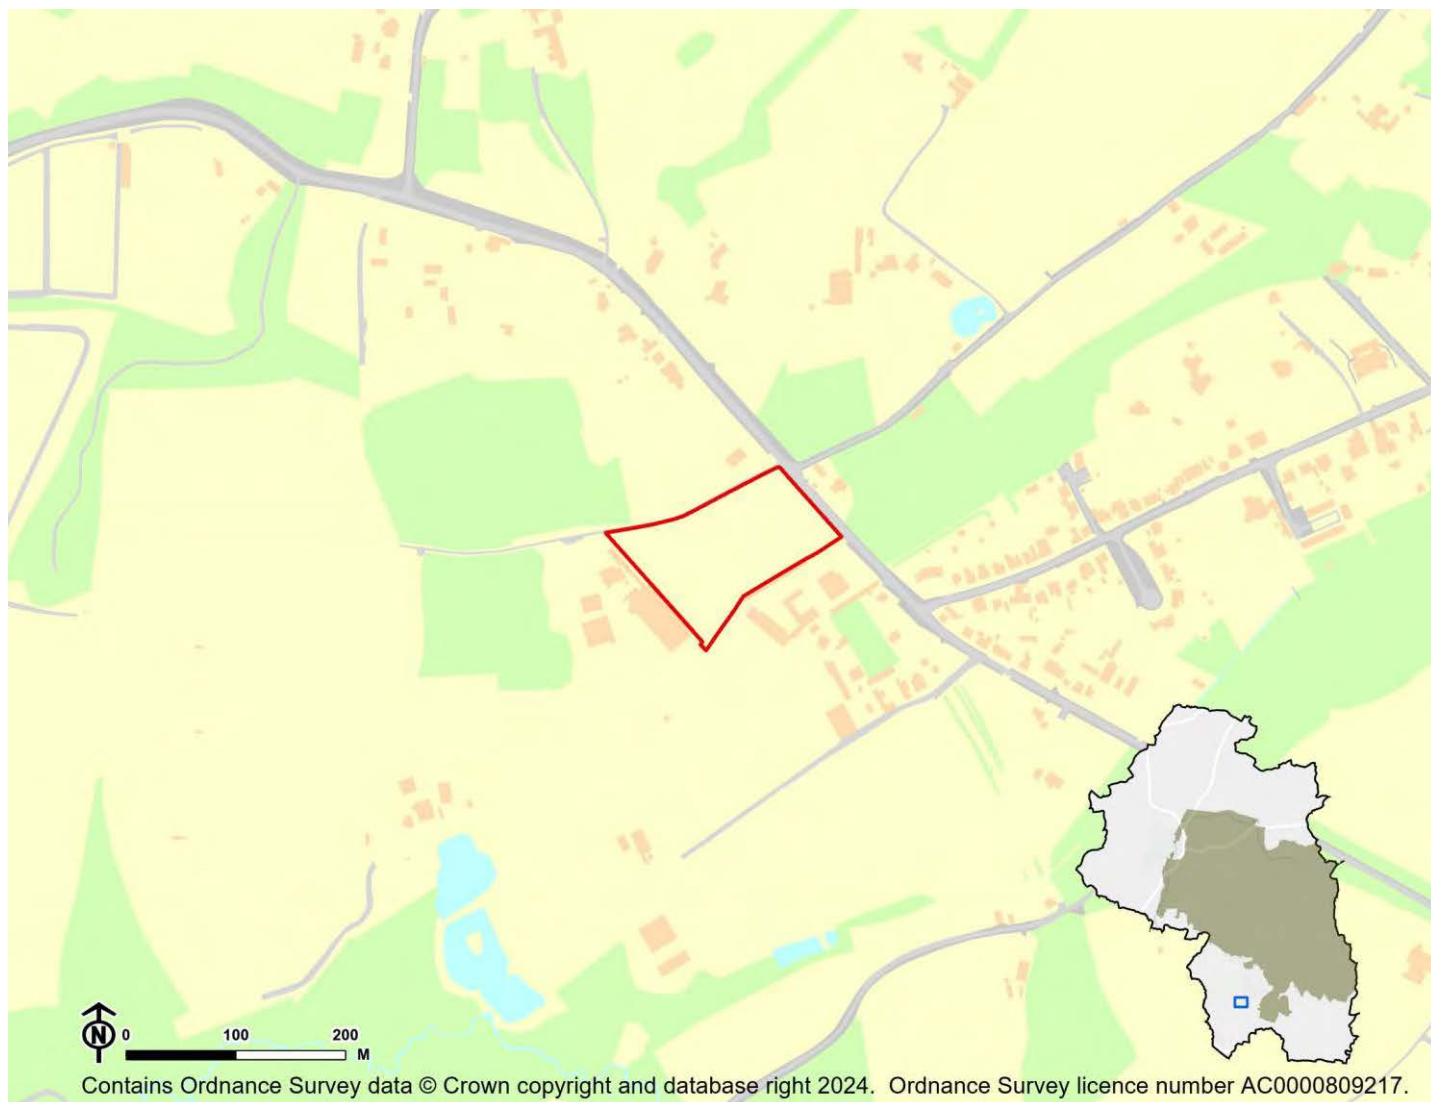 N
0 100 200
M
Contains Ordnance Survey data © Crown copyright and database right 2024. Ordnance Survey licence number AC0000809217.